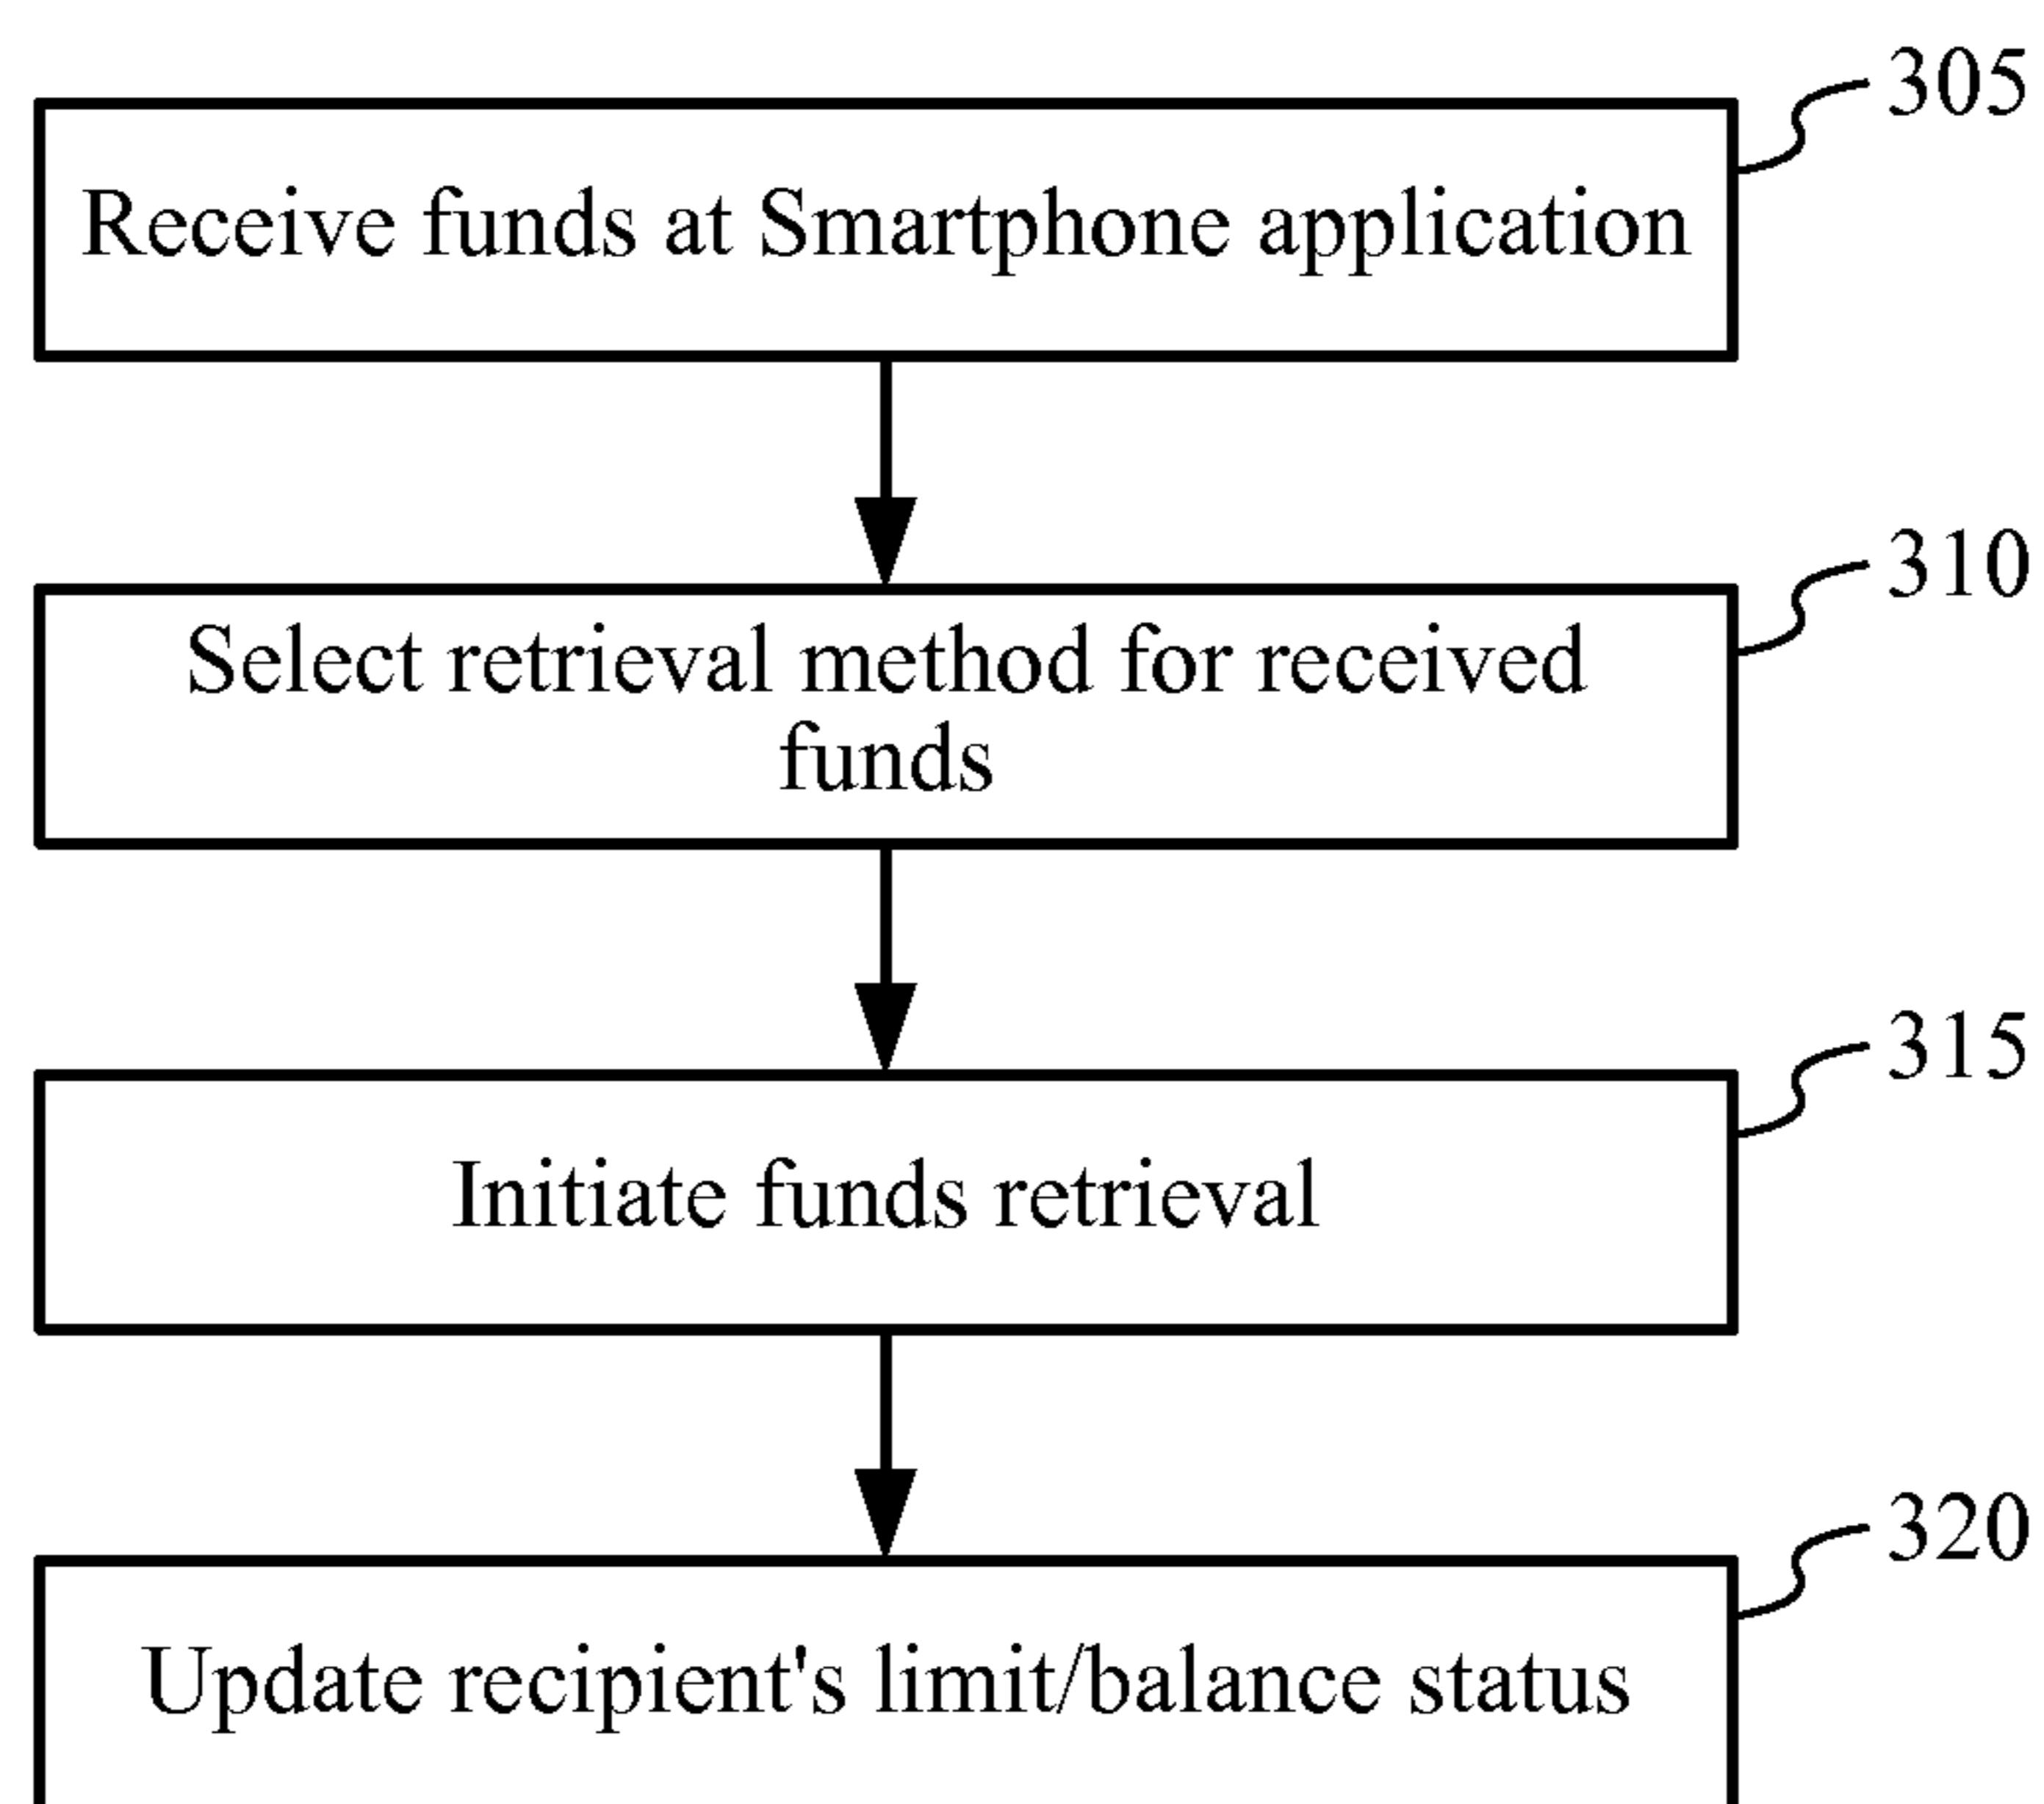 305
Receive funds at Smartphone application
310
Select retrieval method for received
funds
315
Initiate funds retrieval
320
Update recipient's limit/balance status